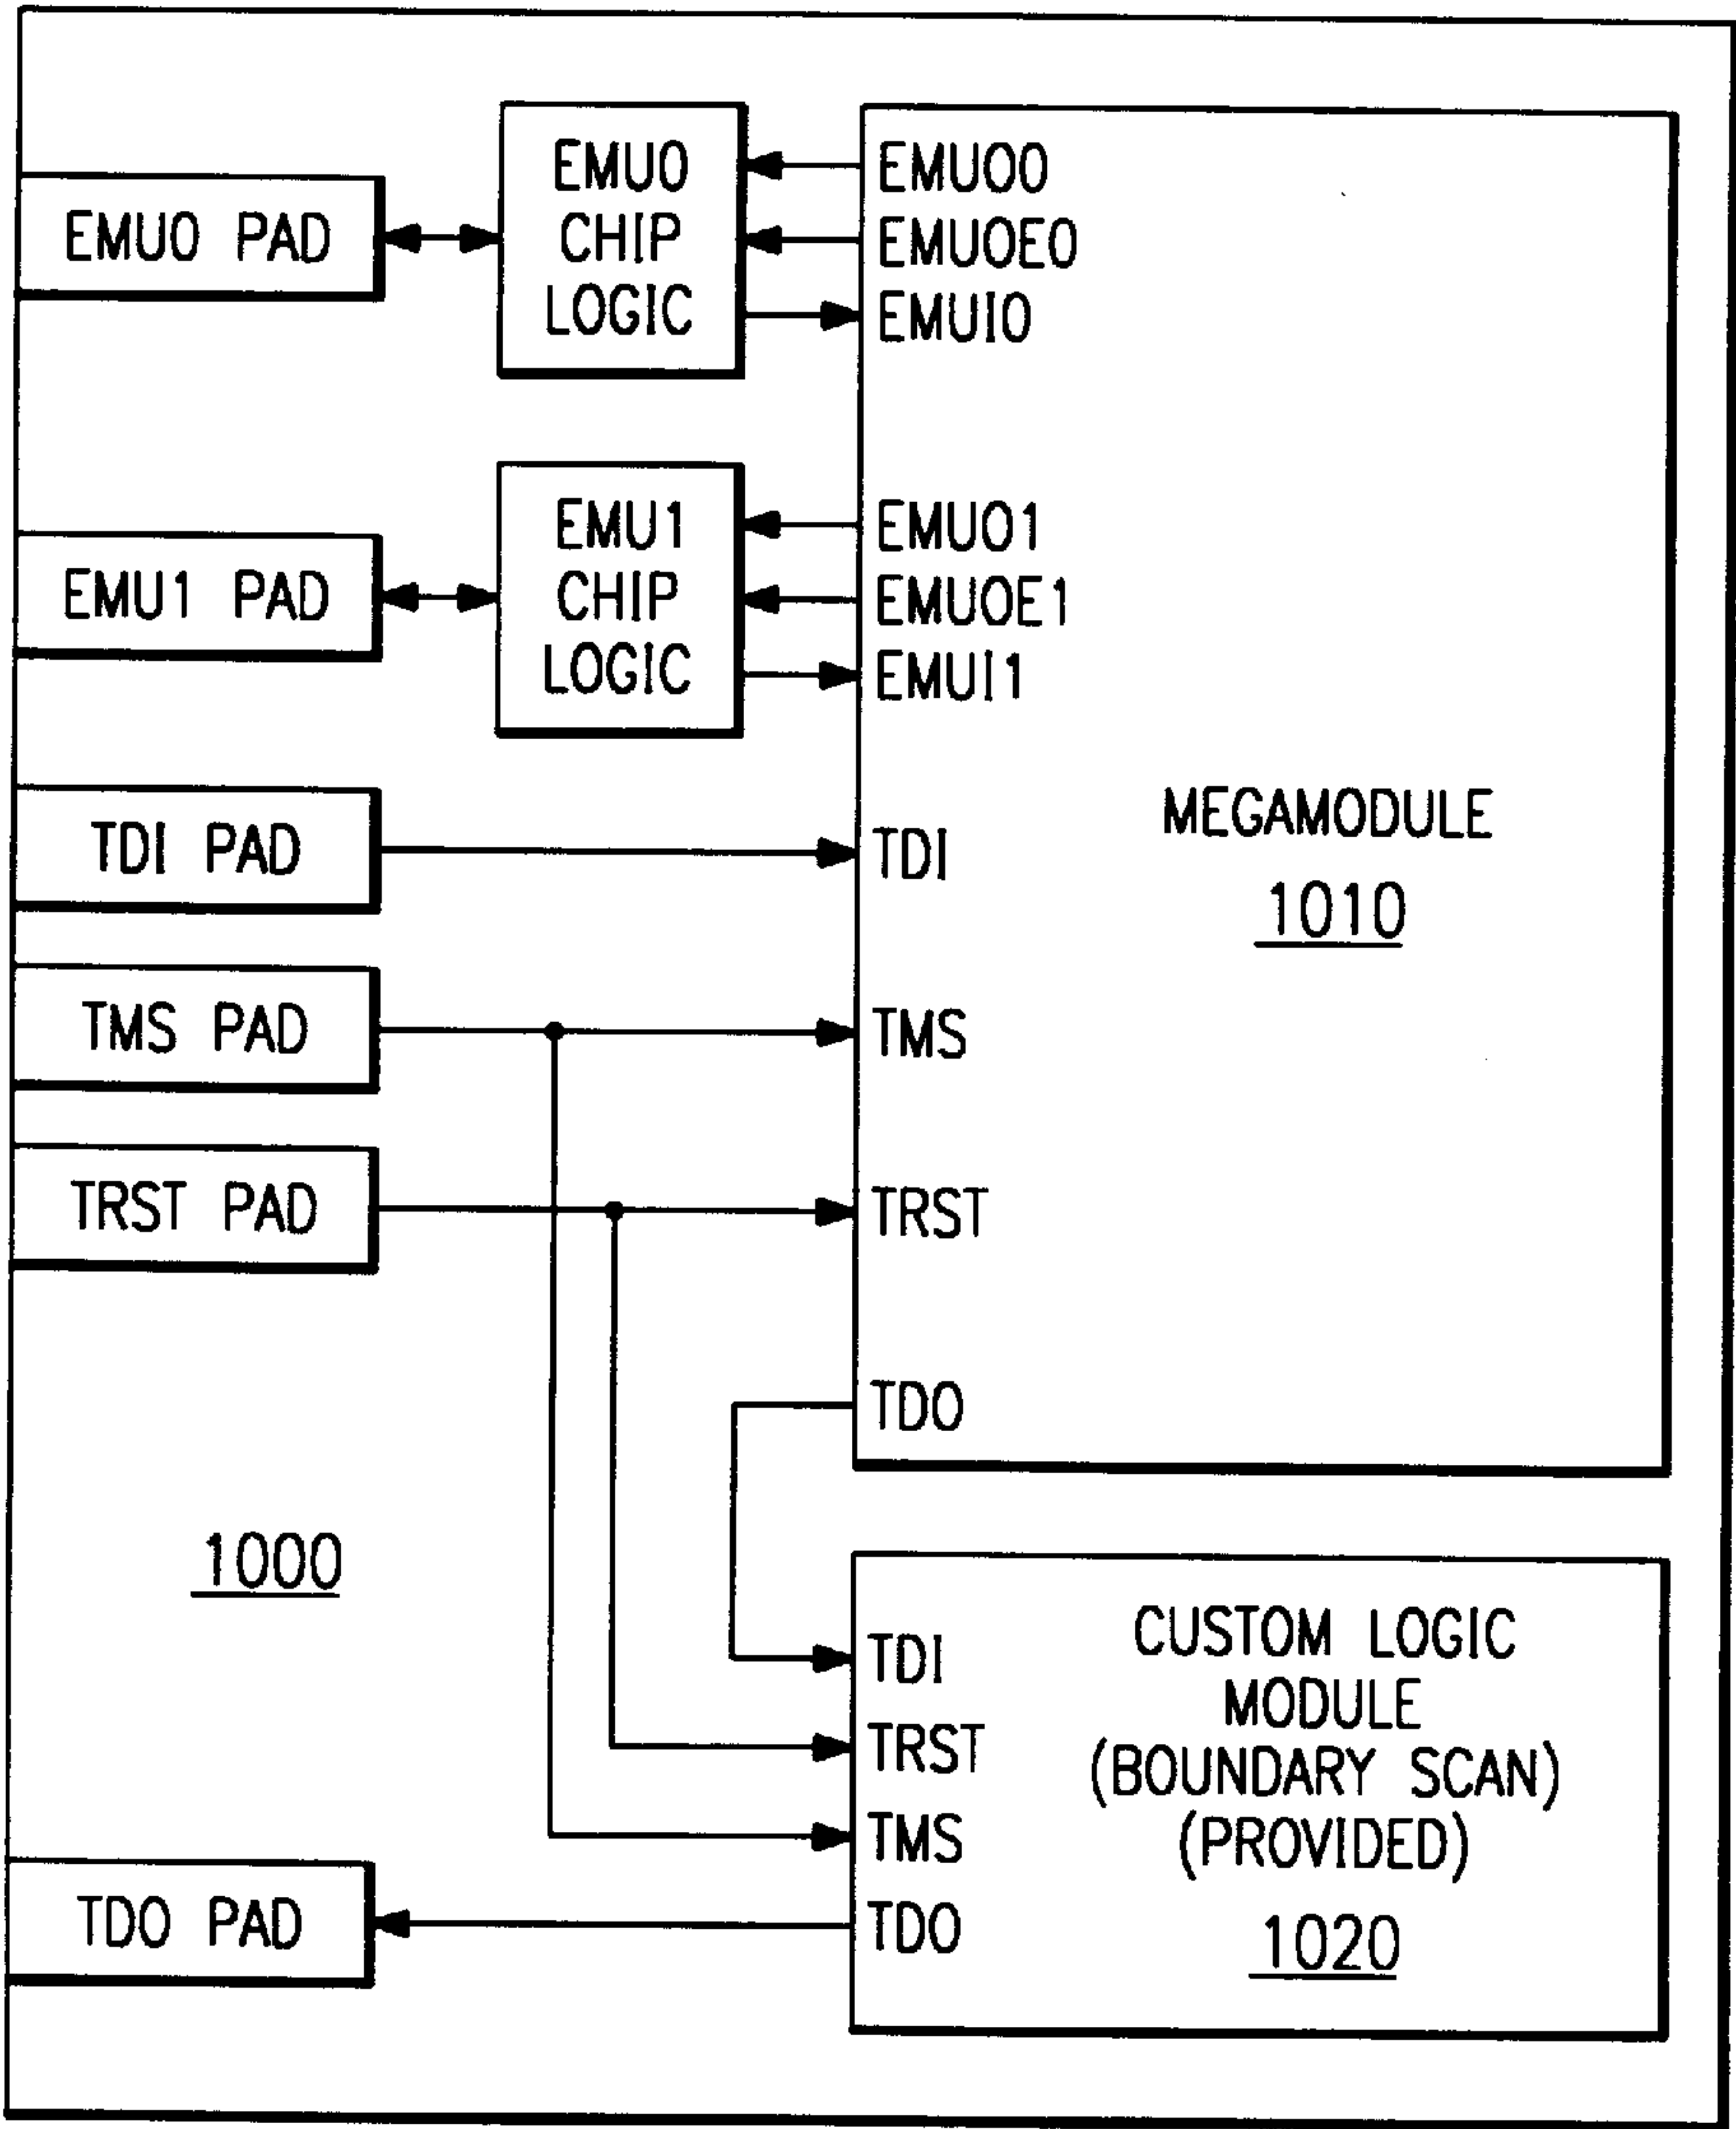 EMU0 PAD
EMU0
CHIP
LOGIC
EMUO0
EMUOE0
EMUI0
EMU1 PAD
EMU1
CHIP
LOGIC
EMUO1
EMUOE1
EMUI1
TDI PAD
TDI
MEGAMODULE
1010
TMS PAD
TMS
TRST PAD
TRST
TDO
1000
TDI
TRST
TMS
TDO
CUSTOM LOGIC
MODULE
(BOUNDARY SCAN)
(PROVIDED)
1020
TDO PAD